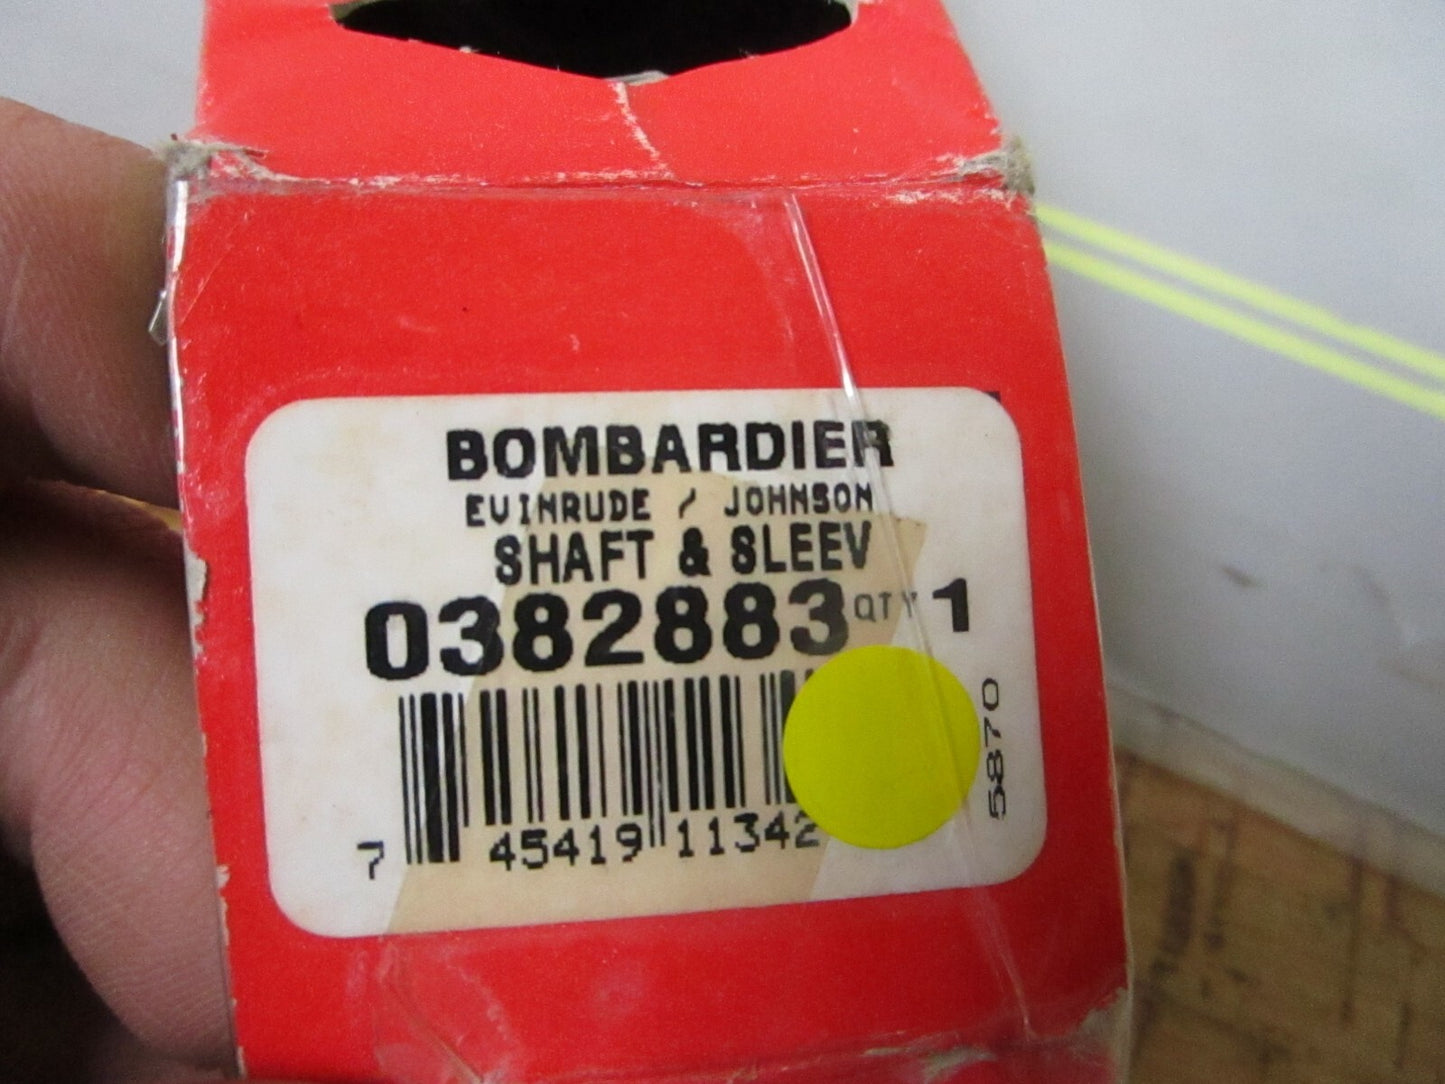 BOMBARDIER
EVINRUDE / JOHNSON
SHAFT & SLEEV
0382883 QTY 1
5870
7 45419 11342